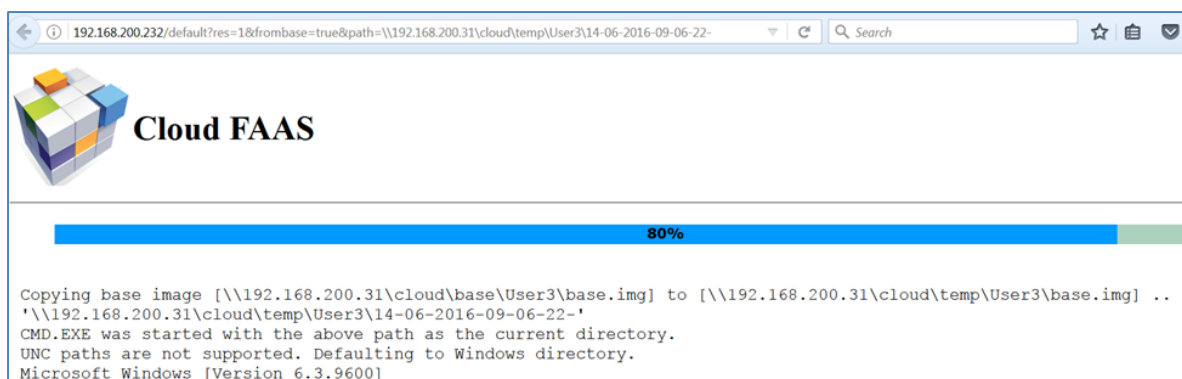 192.168.200.232/default?res=1&frombase=true&path=\\192.168.200.31\cloud\temp\User3\14-06-2016-09-06-22-
Search
Cloud FAAS
80%
Copying base image [\\192.168.200.31\cloud\base\User3\base.img] to [\\192.168.200.31\cloud\temp\User3\base.img] ..
'\\192.168.200.31\cloud\temp\User3\14-06-2016-09-06-22-'
CMD.EXE was started with the above path as the current directory.
UNC paths are not supported. Defaulting to Windows directory.
Microsoft Windows [Version 6.3.9600]